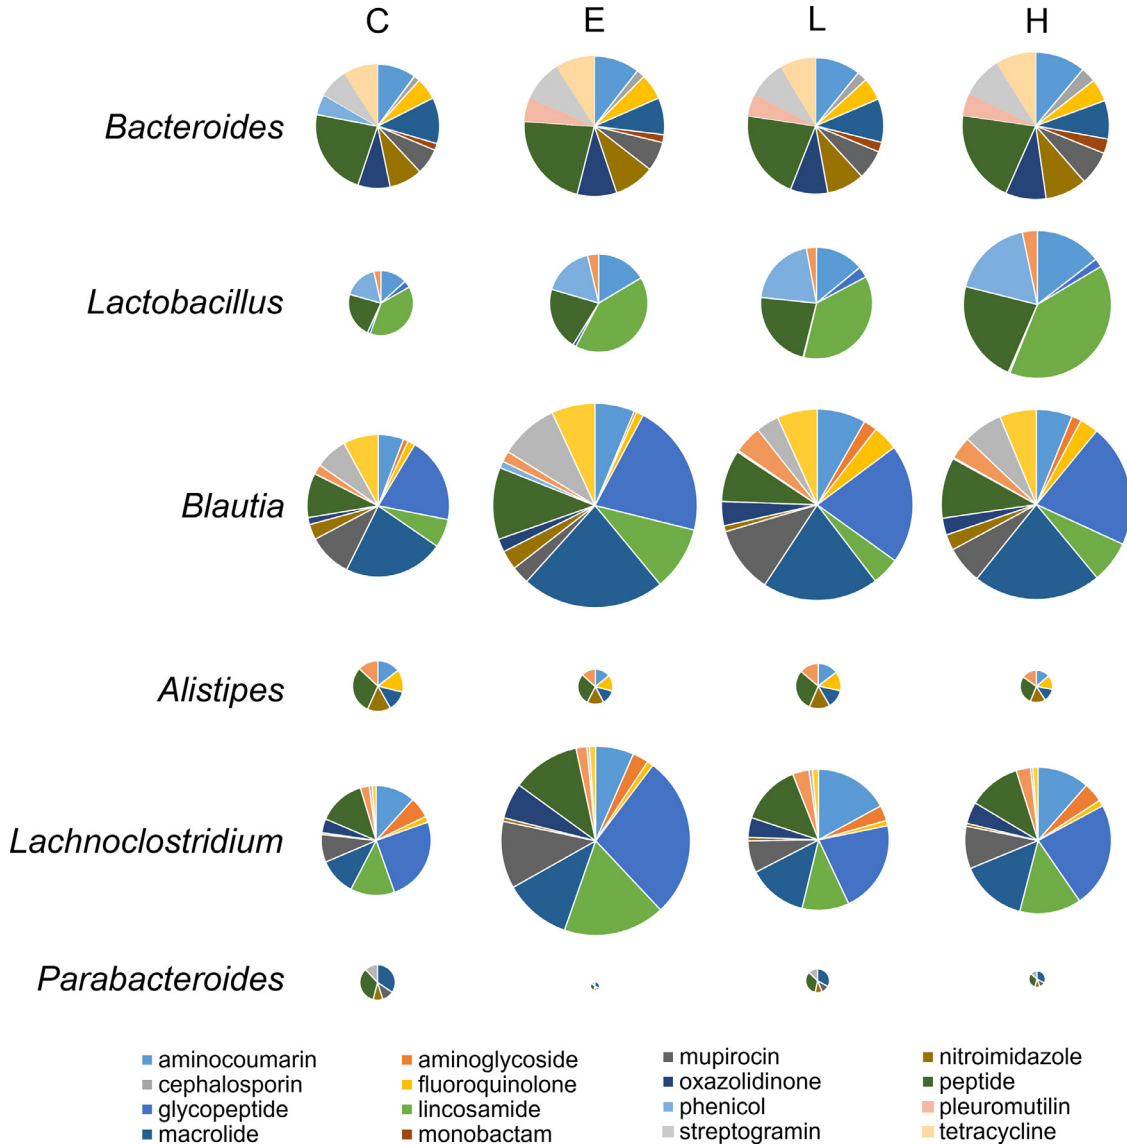 C E L H
Bacteroides
Lactobacillus
Blautia
Alistipes
Lachnoclostridium
Parabacteroides
aminocoumarin aminoglycoside mupirocin nitroimidazole
cephalosporin fluoroquinolone oxazolidinone peptide
glycopeptide lincosamide phenicol pleuromutilin
macrolide monobactam streptogramin tetracycline